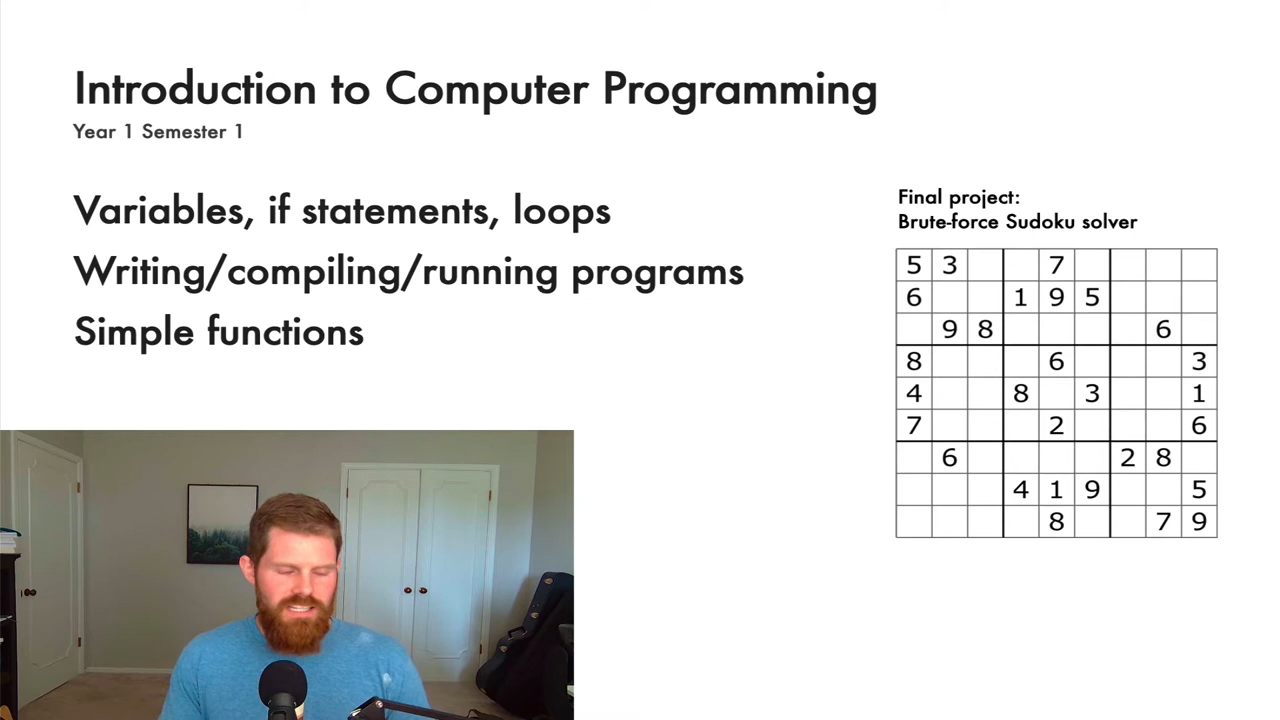 Introduction to Computer Programming
Year 1 Semester 1
Variables, if statements, loops
Writing/compiling/running programs
Simple functions
Final project:
Brute-force Sudoku solver
5 3 7
6 1 9 5
9 8 6
8 6 3
4 8 3 1
7 2 6
6 2 8
4 1 9 5
8 7 9